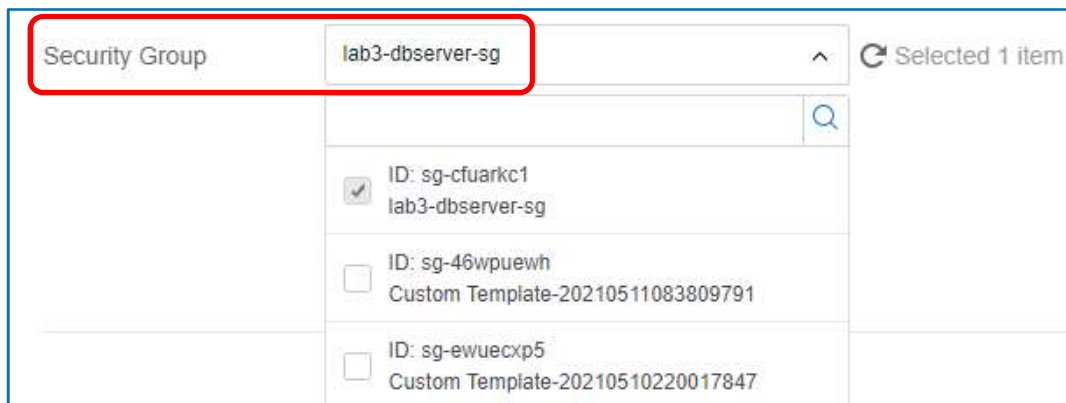 Security Group lab3-dbserver-sg Selected 1 item
ID: sg-cfuarkc1
lab3-dbserver-sg
ID: sg-46wpuewh
Custom Template-20210511083809791
ID: sg-ewuecxp5
Custom Template-20210510220017847